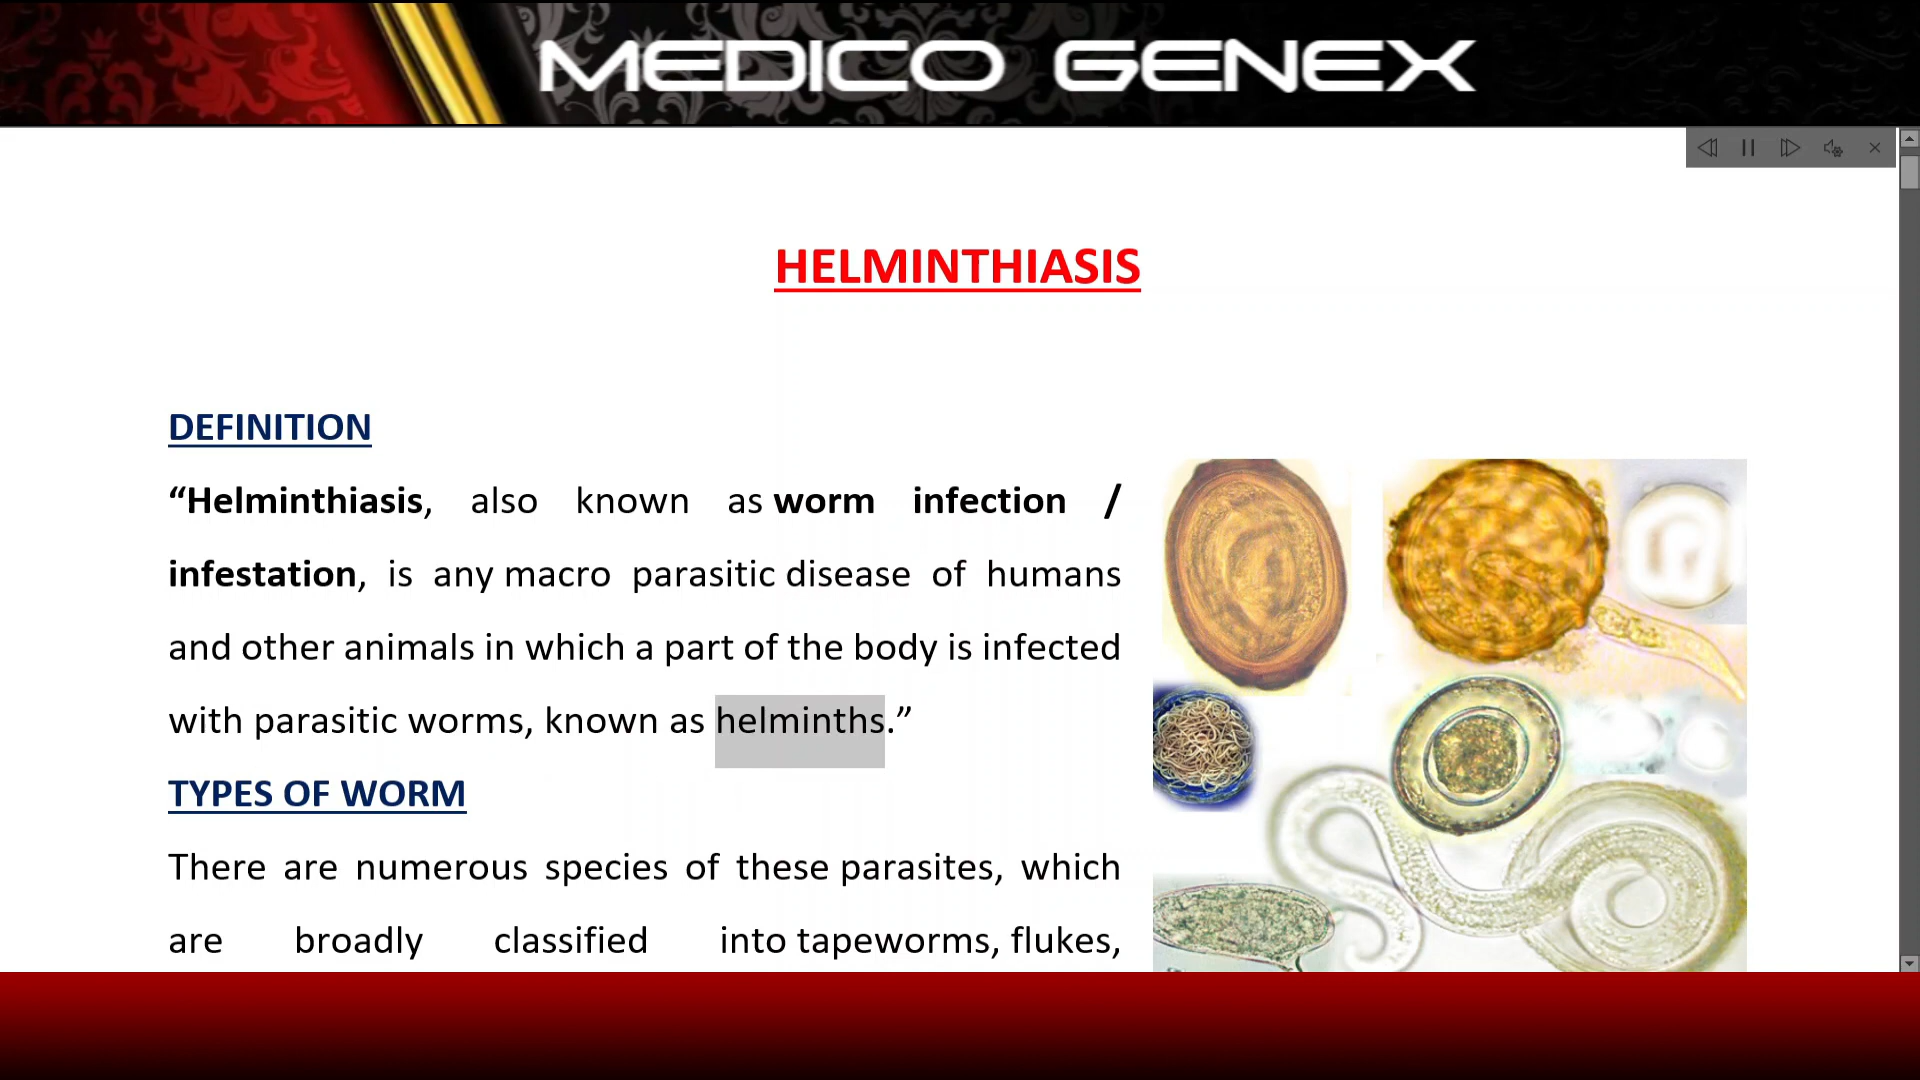 MEDICO GENEX
HELMINTHIASIS
DEFINITION
“Helminthiasis, also known as worm infection /
infestation, is any macro parasitic disease of humans
and other animals in which a part of the body is infected
with parasitic worms, known as helminths.”
TYPES OF WORM
There are numerous species of these parasites, which
are broadly classified into tapeworms, flukes,